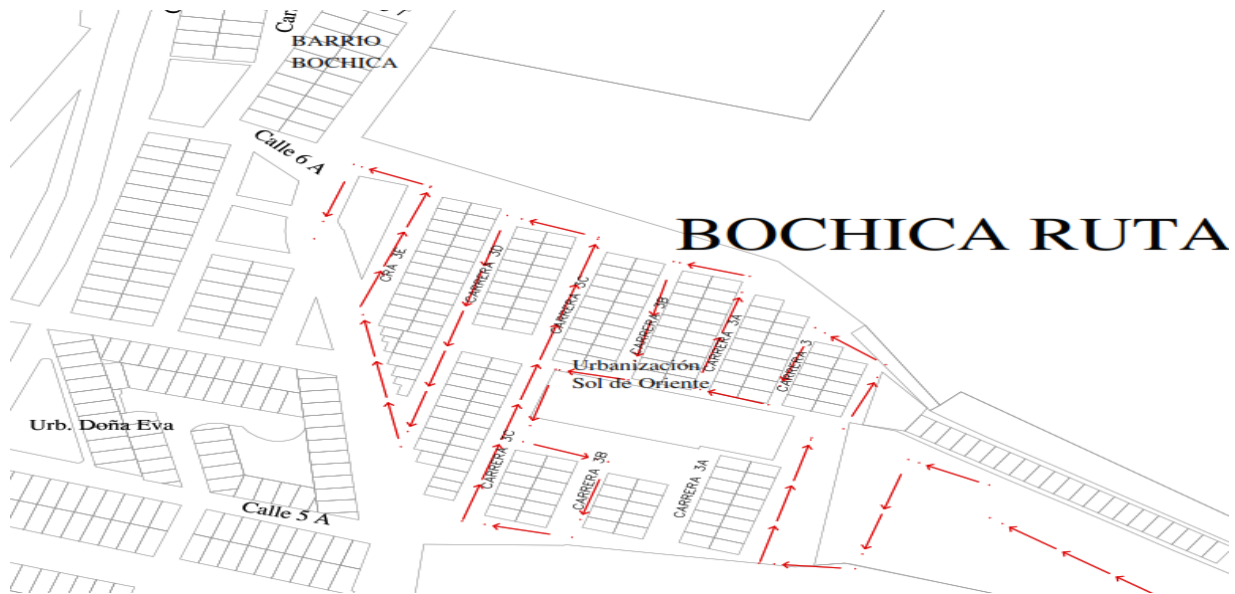 BARRIO
BOCHICA
Calle 6 A
BOCHICA RUTA
CRA 3E
CARRERA 3D
CARRERA 3C
CARRERA 3B
CARRERA 3A
CARRERA 3
Urbanización
Sol de Oriente
Urb. Doña Eva
CARRERA 3C
CARRERA 3B
CARRERA 3A
Calle 5 A